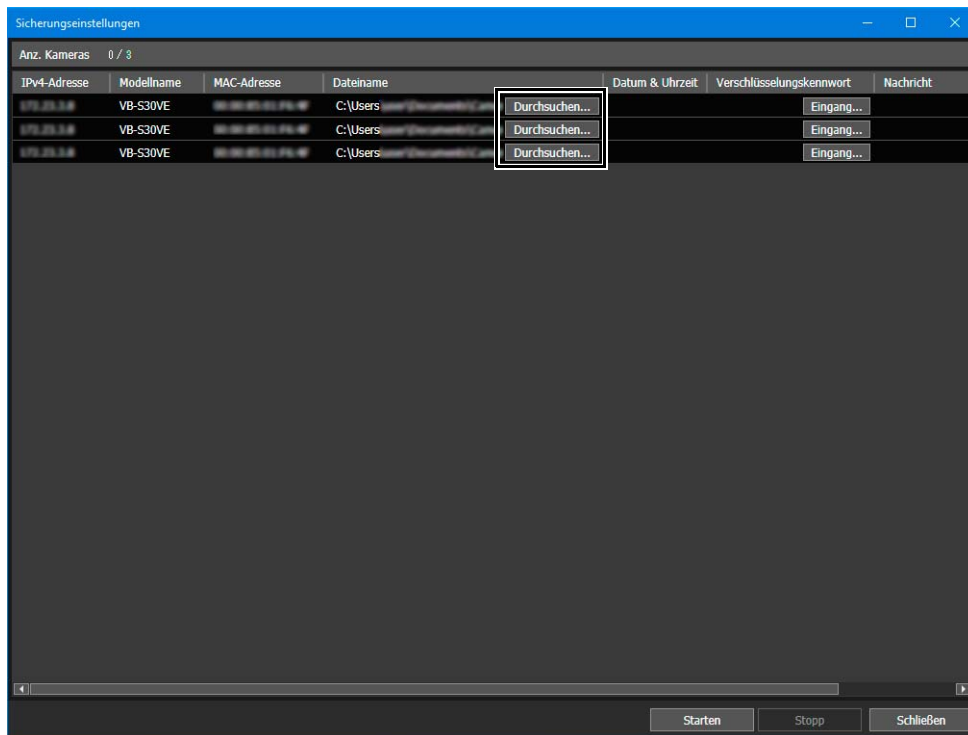 Sicherungseinstellungen
Anz. Kameras 0 / 3
IPv4-Adresse Modellname MAC-Adresse Dateiname Datum & Uhrzeit Verschlüsselungskennwort Nachricht
VB-S30VE C:\Users Durchsuchen... Eingang...
VB-S30VE C:\Users Durchsuchen... Eingang...
VB-S30VE C:\Users Durchsuchen... Eingang...
Starten Stopp Schließen